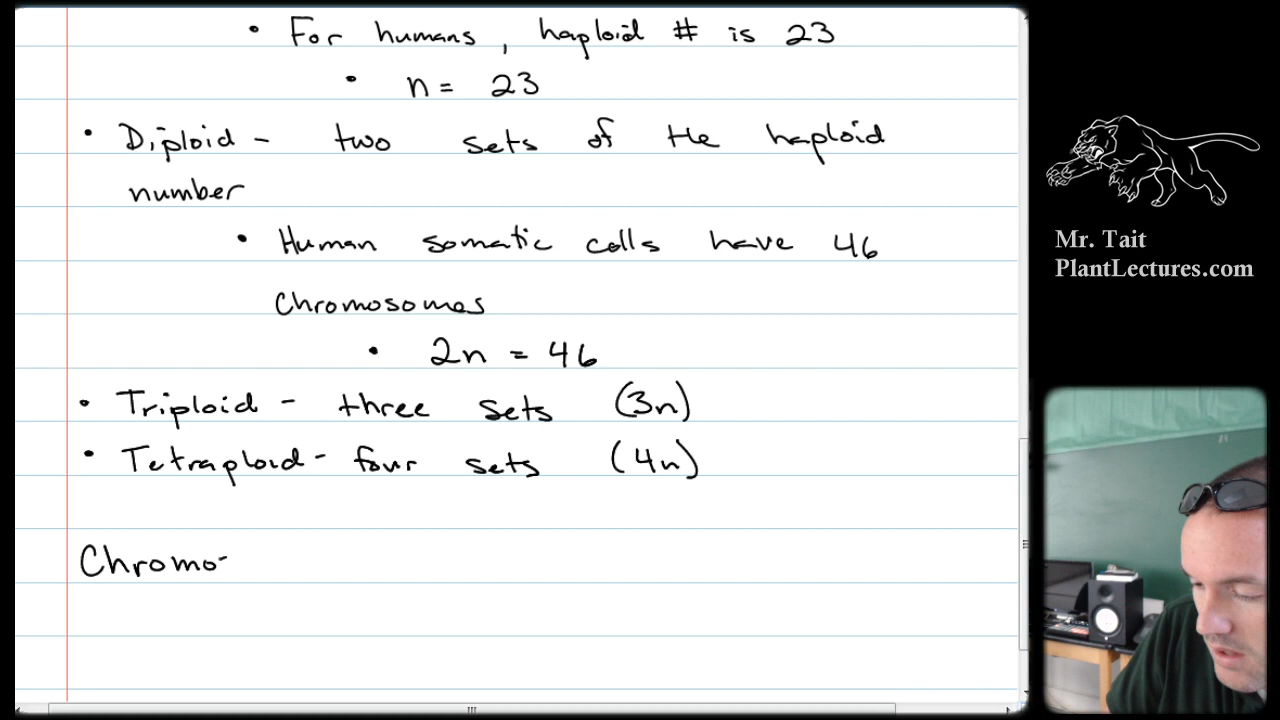 • For humans, haploid # is 23
• n = 23
• Diploid - two sets of the haploid
number
• Human somatic cells have 46
Chromosomes
• 2n = 46
• Triploid - three sets (3n)
• Tetraploid - four sets (4n)
Chromo
Mr. Tait
PlantLectures.com